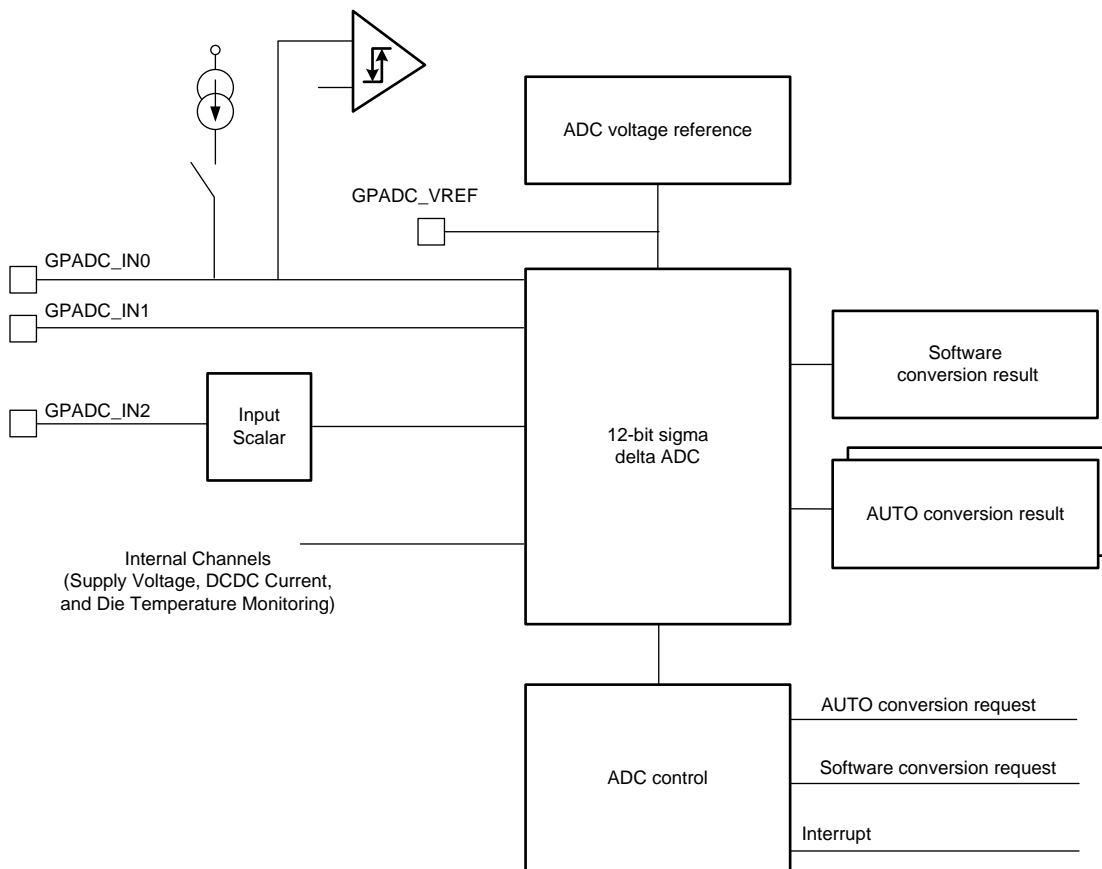 ADC voltage reference
GPADC_VREF
GPADC_IN0
GPADC_IN1
GPADC_IN2
Input
Scalar
12-bit sigma
delta ADC
Software
conversion result
AUTO conversion result
Internal Channels
(Supply Voltage, DCDC Current,
and Die Temperature Monitoring)
ADC control
AUTO conversion request
Software conversion request
Interrupt